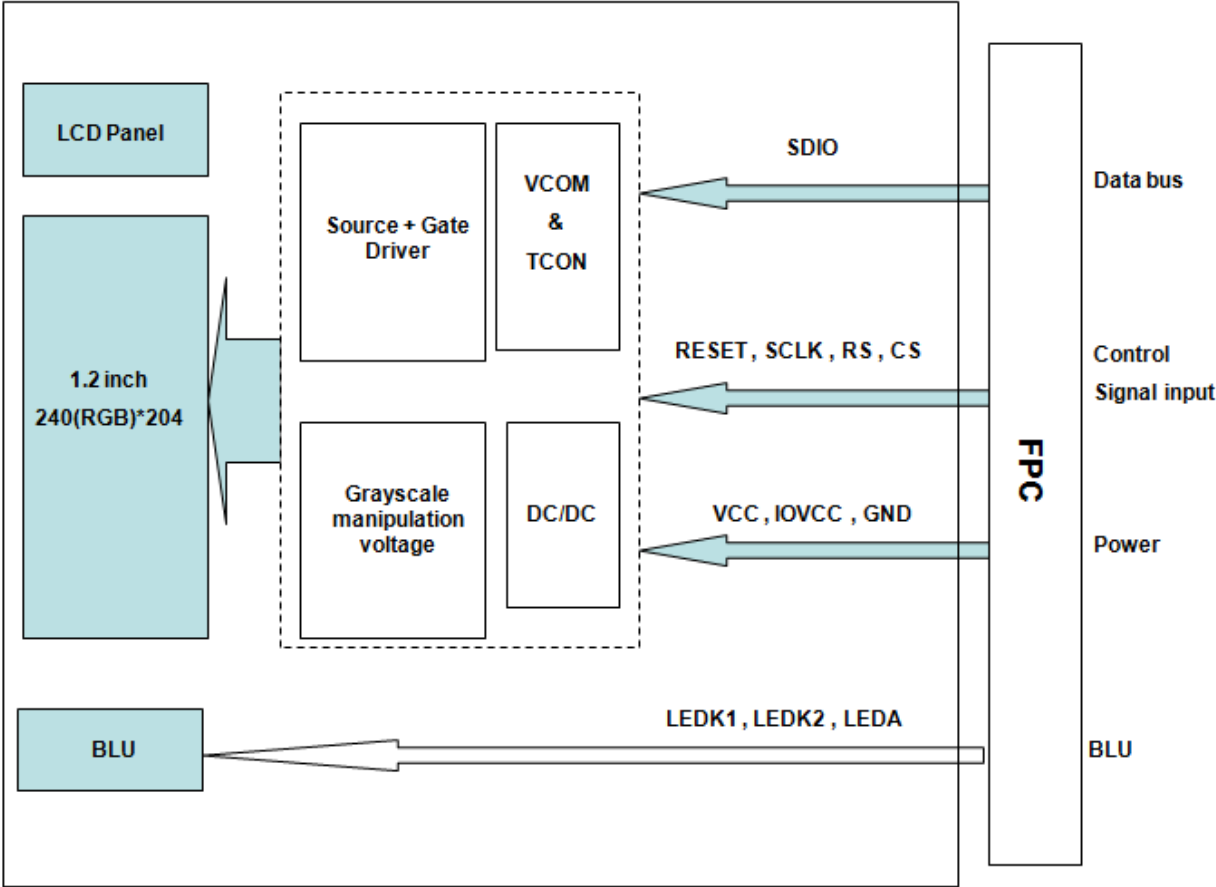 LCD Panel
1.2 inch
240(RGB)*204
BLU
Source + Gate
Driver
VCOM
&
TCON
Grayscale
manipulation
voltage
DC/DC
SDIO
RESET , SCLK , RS , CS
VCC , IOVCC , GND
LEDK1 , LEDK2 , LEDA
FPC
Data bus
Control
Signal input
Power
BLU